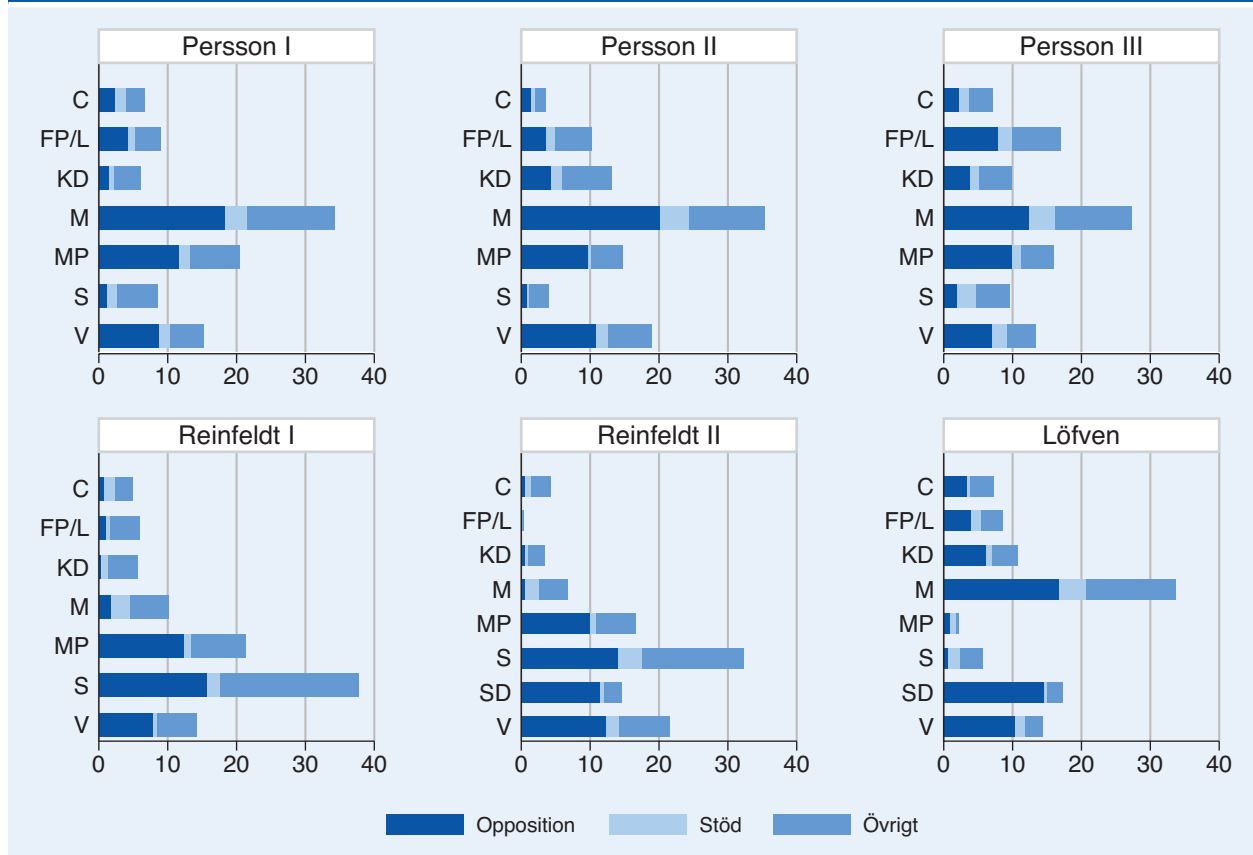 Persson I
C
FP/L
KD
M
MP
S
V
0 10 20 30 40
Persson II
C
FP/L
KD
M
MP
S
V
0 10 20 30 40
Persson III
C
FP/L
KD
M
MP
S
V
0 10 20 30 40
Reinfeldt I
C
FP/L
KD
M
MP
S
V
0 10 20 30 40
Reinfeldt II
C
FP/L
KD
M
MP
S
SD
V
0 10 20 30 40
Löfven
C
FP/L
KD
M
MP
S
SD
V
0 10 20 30 40
Opposition Stöd Övrigt